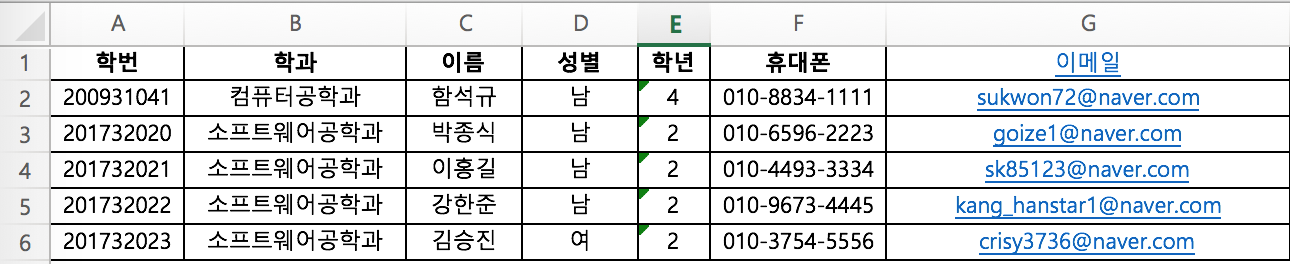 A B C D E F G
1 학번 학과 이름 성별 학년 휴대폰 이메일
2 200931041 컴퓨터공학과 함석규 남 4 010-8834-1111 sukwon72@naver.com
3 201732020 소프트웨어공학과 박종식 남 2 010-6596-2223 goize1@naver.com
4 201732021 소프트웨어공학과 이홍길 남 2 010-4493-3334 sk85123@naver.com
5 201732022 소프트웨어공학과 강한준 남 2 010-9673-4445 kang_hanstar1@naver.com
6 201732023 소프트웨어공학과 김승진 여 2 010-3754-5556 crisy3736@naver.com